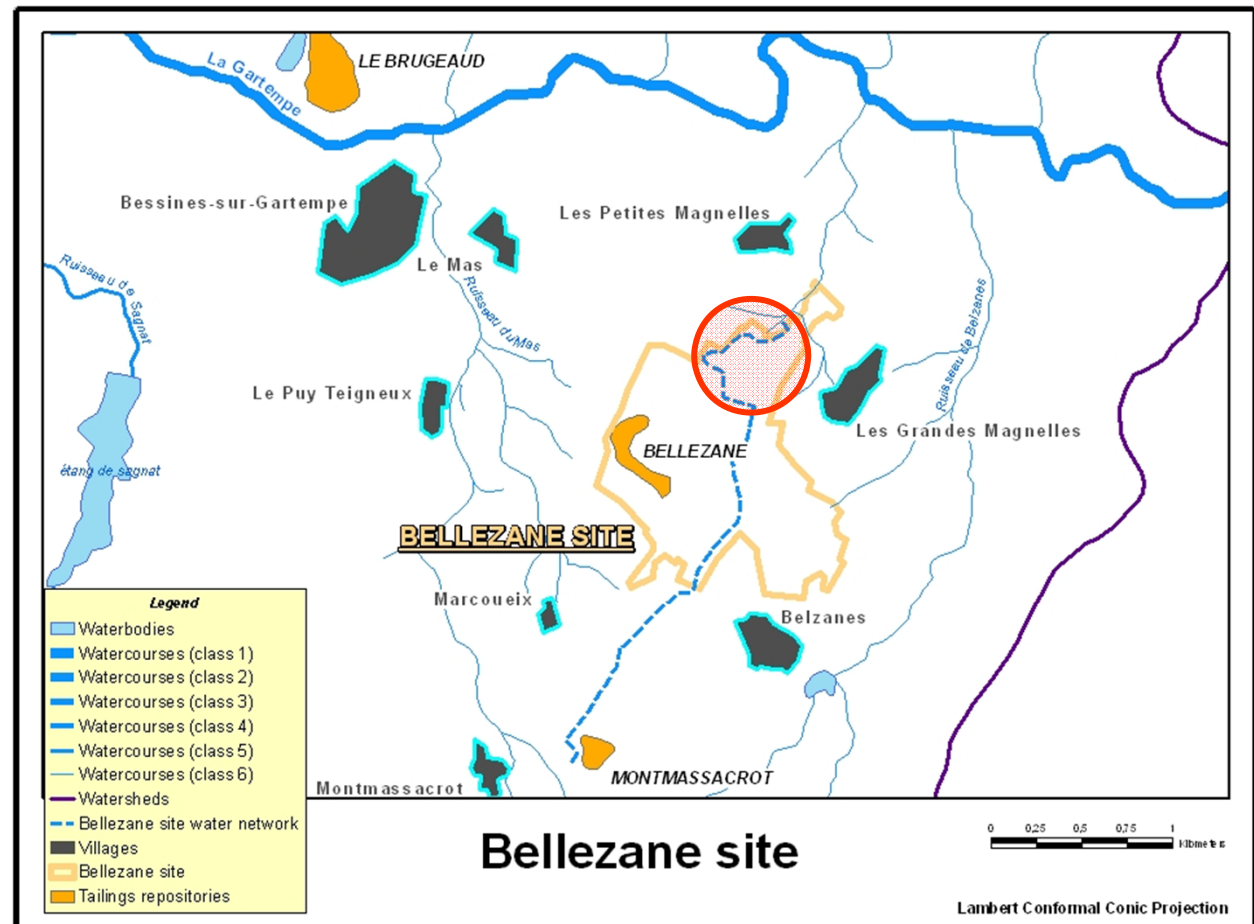 LE BRUGEAUD
La Gartempe
Bessines-sur-Gartempe
Les Petites Magnelles
Le Mas
Ruisseau de Sagnat
Ruisseau du Mas
Ruisseau de Belzanes
Le Puy Teigneux
Les Grandes Magnelles
BELLEZANE
étang de sagnat
BELLEZANE SITE
Marcoueix
Belzanes
Legend
Waterbodies
Watercourses (class 1)
Watercourses (class 2)
Watercourses (class 3)
Watercourses (class 4)
Watercourses (class 5)
Watercourses (class 6)
Watersheds
Bellezane site water network
Villages
Bellezane site
Tailings repositories
Montmassacrot
MONTMASSACROT
Bellezane site
0 0,25 0,5 0,75 1
Kilometers
Lambert Conformal Conic Projection